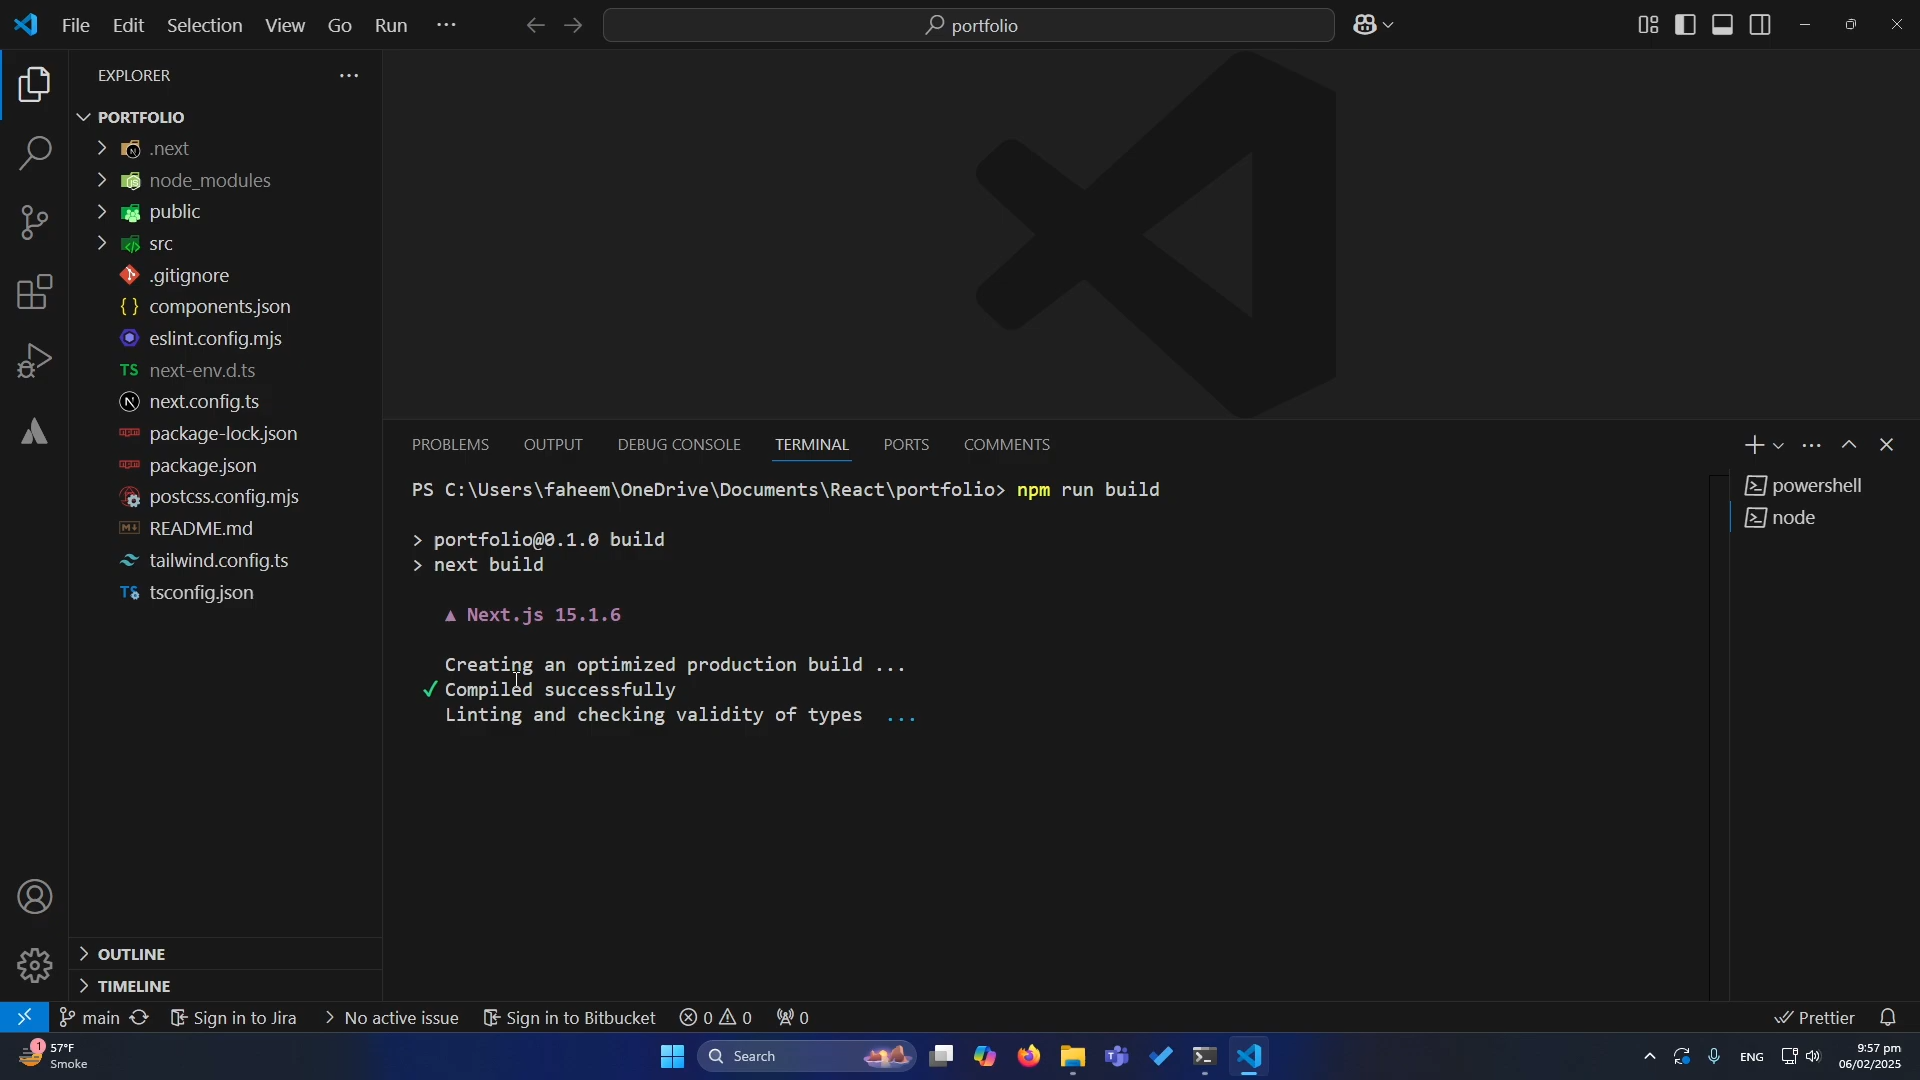 File Edit Selection View Go Run ···
portfolio
EXPLORER
PORTFOLIO
.next
node_modules
public
src
.gitignore
components.json
eslint.config.mjs
TS next-env.d.ts
next.config.ts
package-lock.json
package.json
postcss.config.mjs
README.md
tailwind.config.ts
TS tsconfig.json
OUTLINE
TIMELINE
PROBLEMS OUTPUT DEBUG CONSOLE TERMINAL PORTS COMMENTS
PS C:\Users\faheem\OneDrive\Documents\React\portfolio> npm run build
> portfolio@0.1.0 build
> next build
▲ Next.js 15.1.6
Creating an optimized production build ...
✓ Compiled successfully
Linting and checking validity of types ...
powershell
node
main Sign in to Jira No active issue Sign in to Bitbucket 0 0 0 Prettier
1 57°F
Smoke
Search
ENG
9:57 pm
06/02/2025